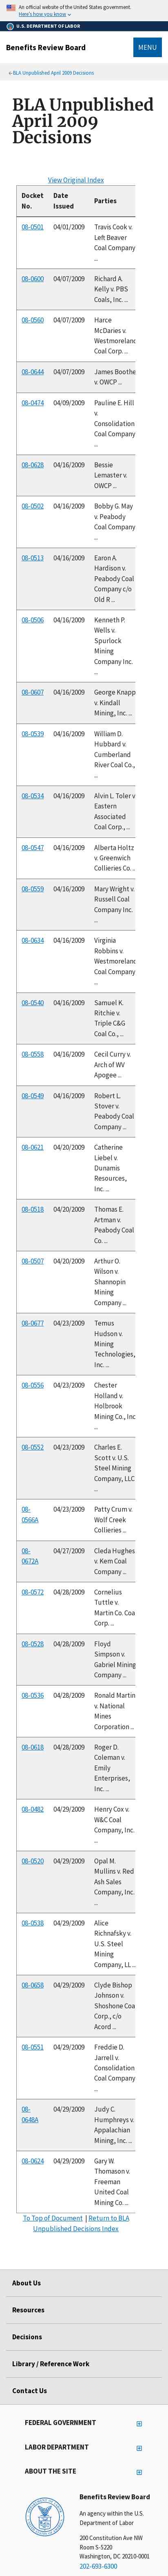 An official website of the United States government.
Here's how you know
U.S. DEPARTMENT OF LABOR
Benefits Review Board
MENU
BLA Unpublished April 2009 Decisions
BLA Unpublished
April 2009
Decisions
View Original Index
Docket No. Date Issued Parties
08-0501 04/01/2009 Travis Cook v. Left Beaver Coal Company ...
08-0600 04/07/2009 Richard A. Kelly v. PBS Coals, Inc. ...
08-0560 04/07/2009 Harce McDaries v. Westmoreland Coal Corp. ...
08-0644 04/07/2009 James Boothe v. OWCP ...
08-0474 04/09/2009 Pauline E. Hill v. Consolidation Coal Company ...
08-0628 04/16/2009 Bessie Lemaster v. OWCP ...
08-0502 04/16/2009 Bobby G. May v. Peabody Coal Company ...
08-0513 04/16/2009 Earon A. Hardison v. Peabody Coal Company c/o Old R ...
08-0506 04/16/2009 Kenneth P. Wells v. Spurlock Mining Company Inc. ...
08-0607 04/16/2009 George Knapp v. Kindall Mining, Inc. ...
08-0539 04/16/2009 William D. Hubbard v. Cumberland River Coal Co., ...
08-0534 04/16/2009 Alvin L. Toler v. Eastern Associated Coal Corp., ...
08-0547 04/16/2009 Alberta Holtz v. Greenwich Collieries Co. ..
08-0559 04/16/2009 Mary Wright v. Russell Coal Company Inc. ...
08-0634 04/16/2009 Virginia Robbins v. Westmoreland Coal Company ...
08-0540 04/16/2009 Samuel K. Ritchie v. Triple C&G Coal Co., ...
08-0558 04/16/2009 Cecil Curry v. Arch of WV Apogee ...
08-0549 04/16/2009 Robert L. Stover v. Peabody Coal Company ...
08-0621 04/20/2009 Catherine Liebel v. Dunamis Resources, Inc. ...
08-0518 04/20/2009 Thomas E. Artman v. Peabody Coal Co. ...
08-0507 04/20/2009 Arthur O. Wilson v. Shannopin Mining Company ...
08-0677 04/23/2009 Temus Hudson v. Mining Technologies, Inc. ...
08-0556 04/23/2009 Chester Holland v. Holbrook Mining Co., Inc ...
08-0552 04/23/2009 Charles E. Scott v. U.S. Steel Mining Company, LLC ...
08-0566A 04/23/2009 Patty Crum v. Wolf Creek Collieries ...
08-0672A 04/27/2009 Cleda Hughes v. Kem Coal Company ...
08-0572 04/28/2009 Cornelius Tuttle v. Martin Co. Coal Corp. ...
08-0528 04/28/2009 Floyd Simpson v. Gabriel Mining Company ...
08-0536 04/28/2009 Ronald Martin v. National Mines Corporation ...
08-0618 04/28/2009 Roger D. Coleman v. Emily Enterprises, Inc. ...
08-0482 04/29/2009 Henry Cox v. W&C Coal Company, Inc. ...
08-0520 04/29/2009 Opal M. Mullins v. Red Ash Sales Company, Inc. ...
08-0538 04/29/2009 Alice Richnafsky v. U.S. Steel Mining Company, LL ...
08-0658 04/29/2009 Clyde Bishop Johnson v. Shoshone Coal Corp., c/o Acord ...
08-0551 04/29/2009 Freddie D. Jarrell v. Consolidation Coal Company ...
08-0648A 04/29/2009 Judy C. Humphreys v. Appalachian Mining, Inc. ...
08-0624 04/29/2009 Gary W. Thomason v. Freeman United Coal Mining Co. ...
To Top of Document | Return to BLA
Unpublished Decisions Index
About Us
Resources
Decisions
Library / Reference Work
Contact Us
FEDERAL GOVERNMENT
LABOR DEPARTMENT
ABOUT THE SITE
Benefits Review Board
An agency within the U.S.
Department of Labor
200 Constitution Ave NW
Room S-5220
Washington, DC 20210-0001
202-693-6300